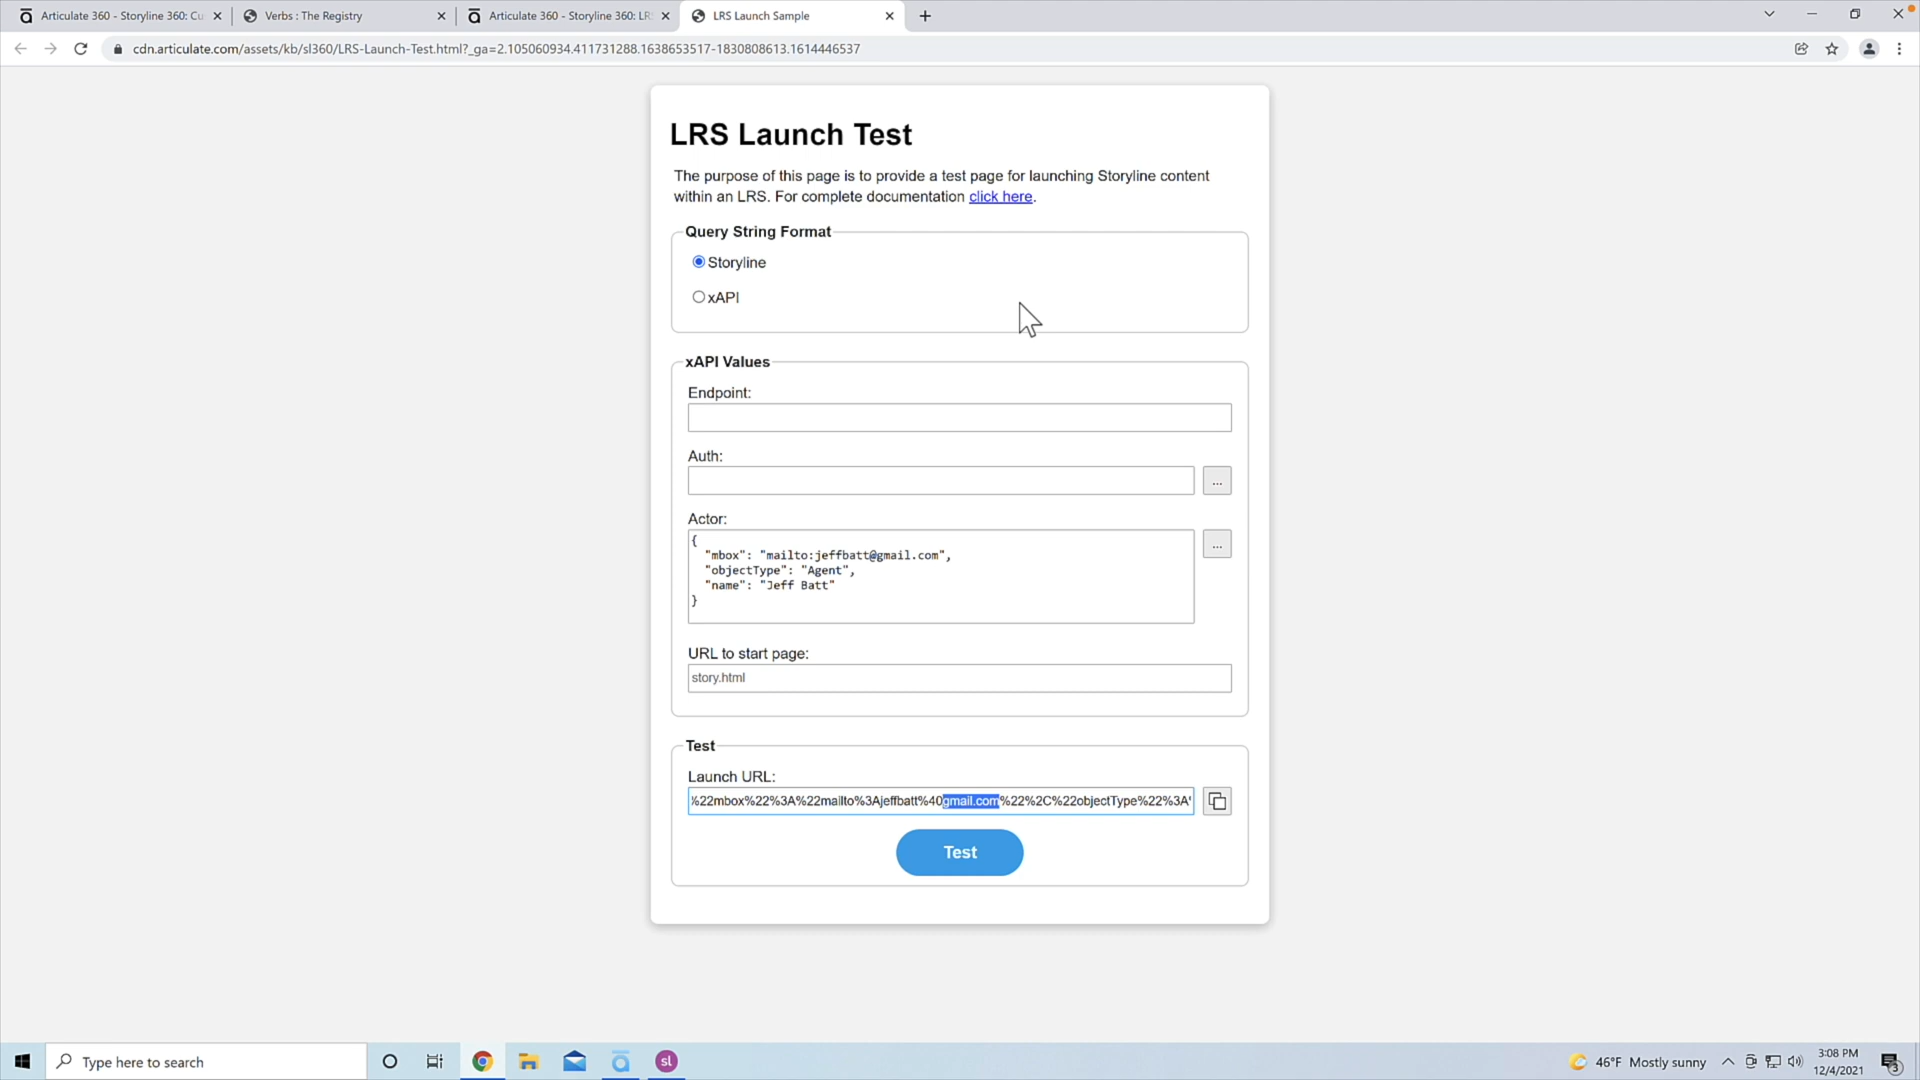 Articulate 360 - Storyline 360: Cu
Verbs : The Registry
Articulate 360 - Storyline 360: LRS
LRS Launch Sample
cdn.articulate.com/assets/kb/sl360/LRS-Launch-Test.html?_ga=2.105060934.411731288.1638653517-1830808613.1614446537
LRS Launch Test
The purpose of this page is to provide a test page for launching Storyline content
within an LRS. For complete documentation click here.
Query String Format
Storyline
xAPI
xAPI Values
Endpoint:
Auth:
...
Actor:
{
"mbox": "mailto:jeffbatt@gmail.com",
"objectType": "Agent",
"name": "Jeff Batt"
}
...
URL to start page:
story.html
Test
Launch URL:
%22mbox%22%3A%22mailto%3Ajeffbatt%40gmail.com%22%2C%22objectType%22%3A
Test
Type here to search
sl
46°F Mostly sunny
3:08 PM
12/4/2021
3